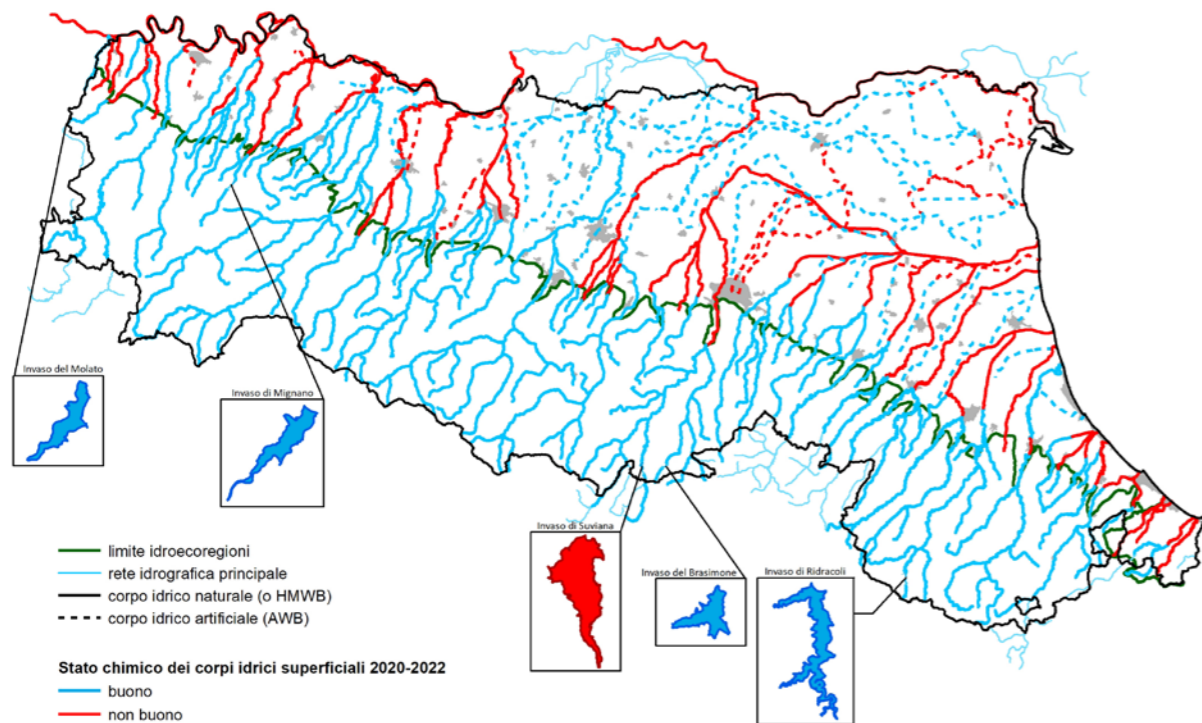 Invaso del Molato
Invaso di Mignano
Invaso di Suviana
Invaso del Brasimone
Invaso di Ridracoli
limite idroecoregioni
rete idrografica principale
corpo idrico naturale (o HMWB)
corpo idrico artificiale (AWB)
Stato chimico dei corpi idrici superficiali 2020-2022
buono
non buono